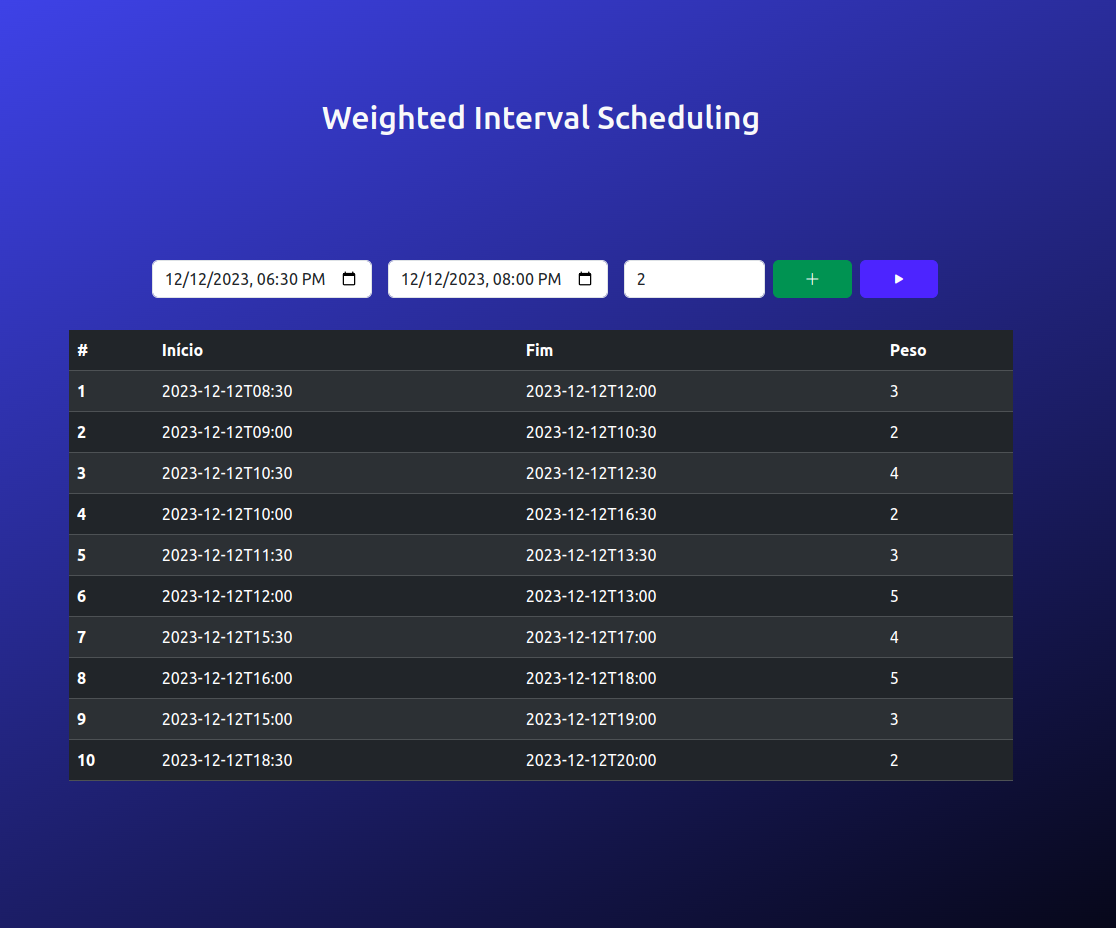 Weighted Interval Scheduling
12/12/2023, 06:30 PM 12/12/2023, 08:00 PM 2 +
# Início Fim Peso
1 2023-12-12T08:30 2023-12-12T12:00 3
2 2023-12-12T09:00 2023-12-12T10:30 2
3 2023-12-12T10:30 2023-12-12T12:30 4
4 2023-12-12T10:00 2023-12-12T16:30 2
5 2023-12-12T11:30 2023-12-12T13:30 3
6 2023-12-12T12:00 2023-12-12T13:00 5
7 2023-12-12T15:30 2023-12-12T17:00 4
8 2023-12-12T16:00 2023-12-12T18:00 5
9 2023-12-12T15:00 2023-12-12T19:00 3
10 2023-12-12T18:30 2023-12-12T20:00 2